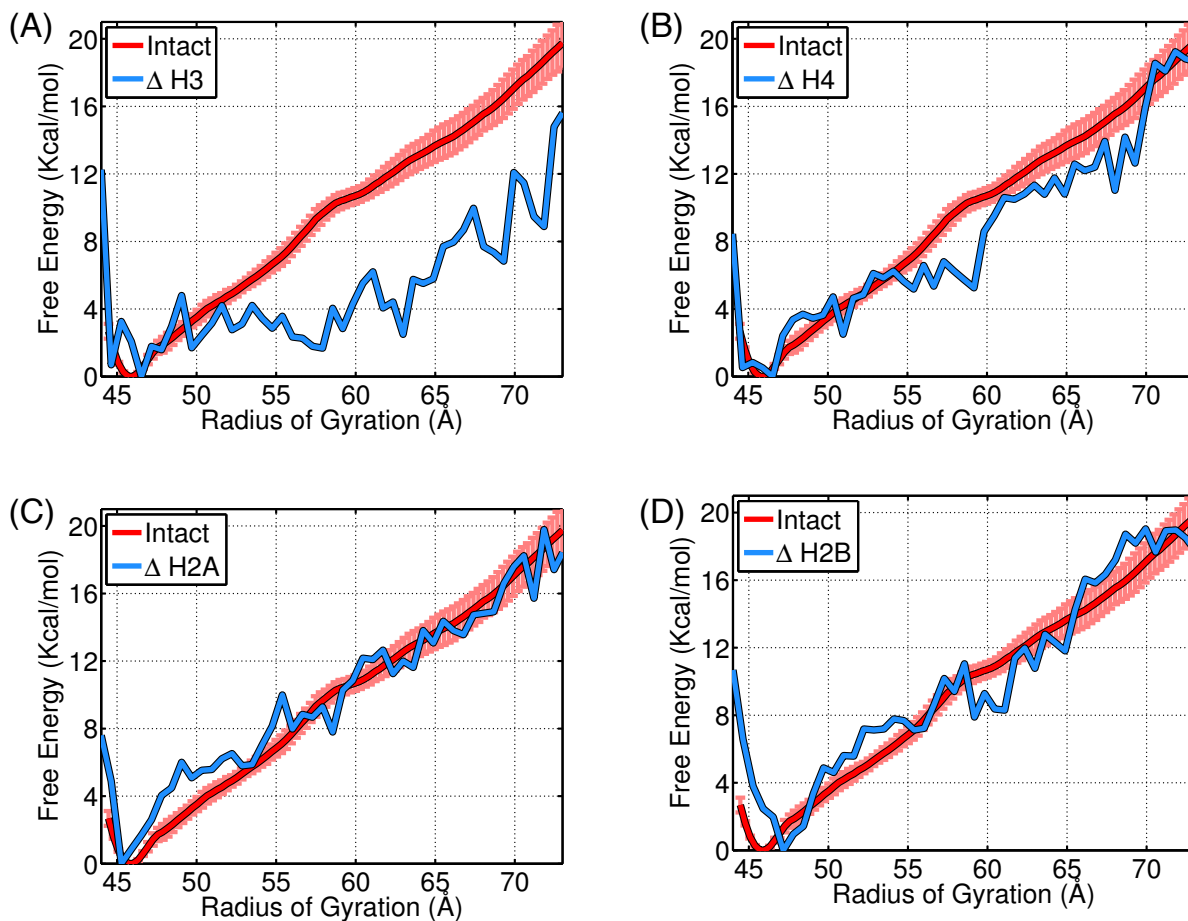 (A)
Intact
Δ H3
20
16
12
8
4
0
Free Energy (Kcal/mol)
45 50 55 60 65 70
Radius of Gyration (Å)
(B)
Intact
Δ H4
20
16
12
8
4
0
Free Energy (Kcal/mol)
45 50 55 60 65 70
Radius of Gyration (Å)
(C)
Intact
Δ H2A
20
16
12
8
4
0
Free Energy (Kcal/mol)
45 50 55 60 65 70
Radius of Gyration (Å)
(D)
Intact
Δ H2B
20
16
12
8
4
0
Free Energy (Kcal/mol)
45 50 55 60 65 70
Radius of Gyration (Å)